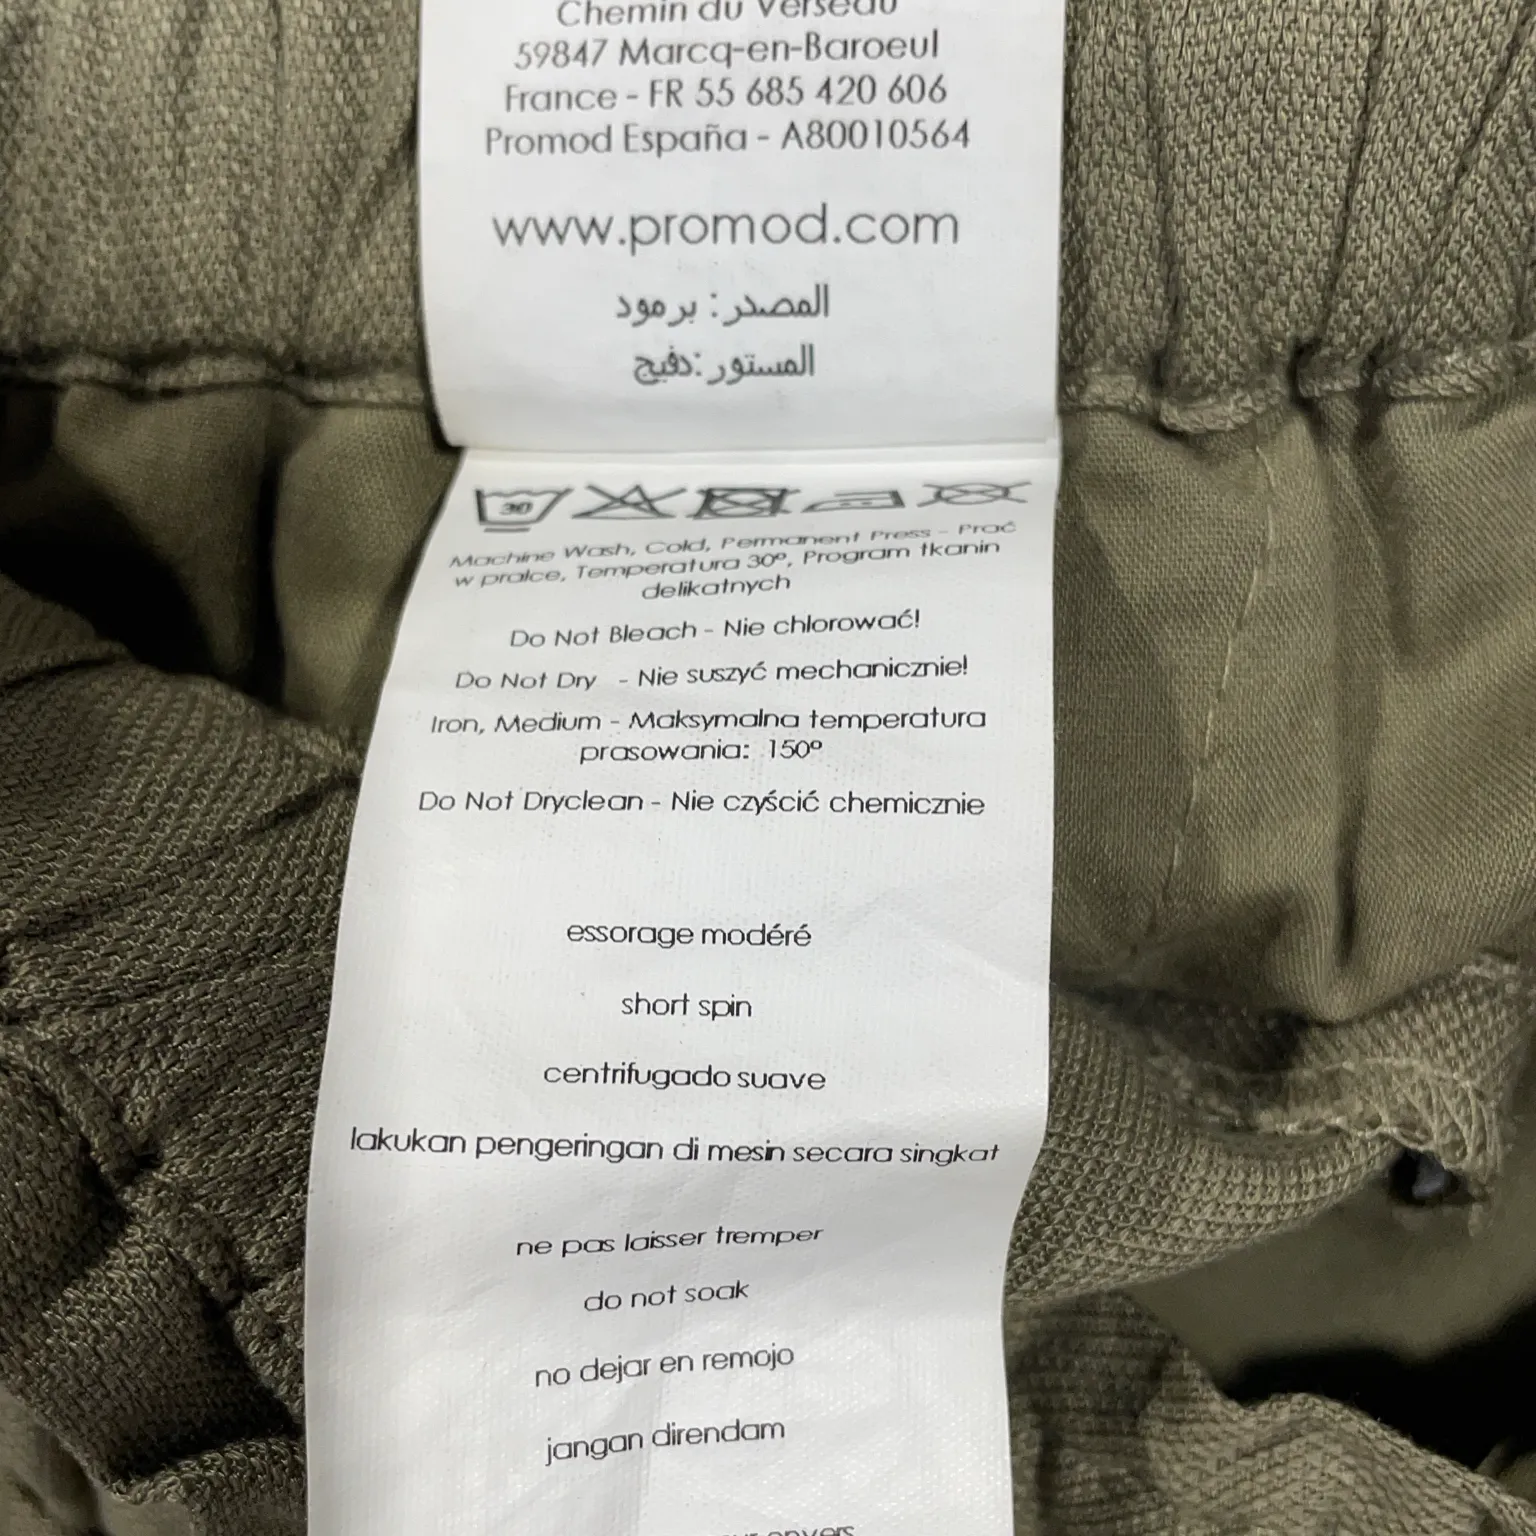 Chemin du Verseau
59847 Marcq-en-Baroeul
France - FR 55 685 420 606
Promod España - A80010564
www.promod.com
المصدر: برمود
المستور: دفيج
30
Machine Wash, Cold, Permanent Press - Prać
w pralce, Temperatura 30º, Program tkanin
delikatnych
Do Not Bleach - Nie chlorować!
Do Not Dry - Nie suszyć mechanicznie!
Iron, Medium - Maksymalna temperatura
prasowania: 150º
Do Not Dryclean - Nie czyścić chemicznie
essorage modéré
short spin
centrifugado suave
lakukan pengeringan di mesin secara singkat
ne pas laisser tremper
do not soak
no dejar en remojo
jangan direndam